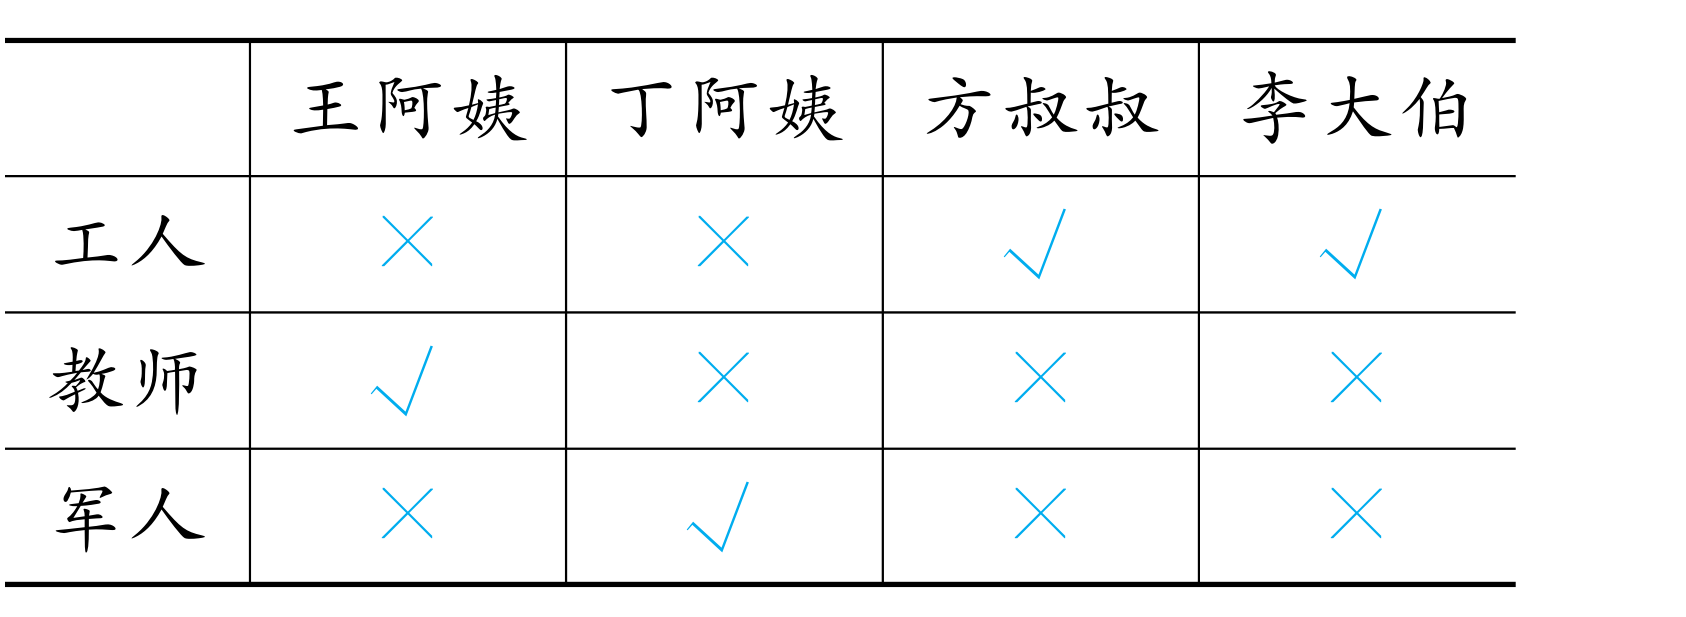 王阿姨 丁阿姨 方叔叔 李大伯
工人 × × √ √
教师 √ × × ×
军人 × √ × ×